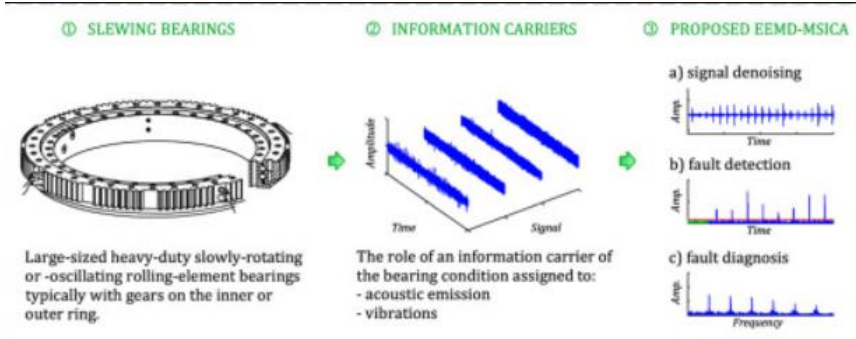 ① SLEWING BEARINGS
Large-sized heavy-duty slowly-rotating
or -oscillating rolling-element bearings
typically with gears on the inner or
outer ring.
② INFORMATION CARRIERS
Amplitude
Time
Signal
The role of an information carrier of
the bearing condition assigned to:
- acoustic emission
- vibrations
③ PROPOSED EEMD-MSICA
a) signal denoising
Amp.
Time
b) fault detection
Amp.
Time
c) fault diagnosis
Amp.
Frequency